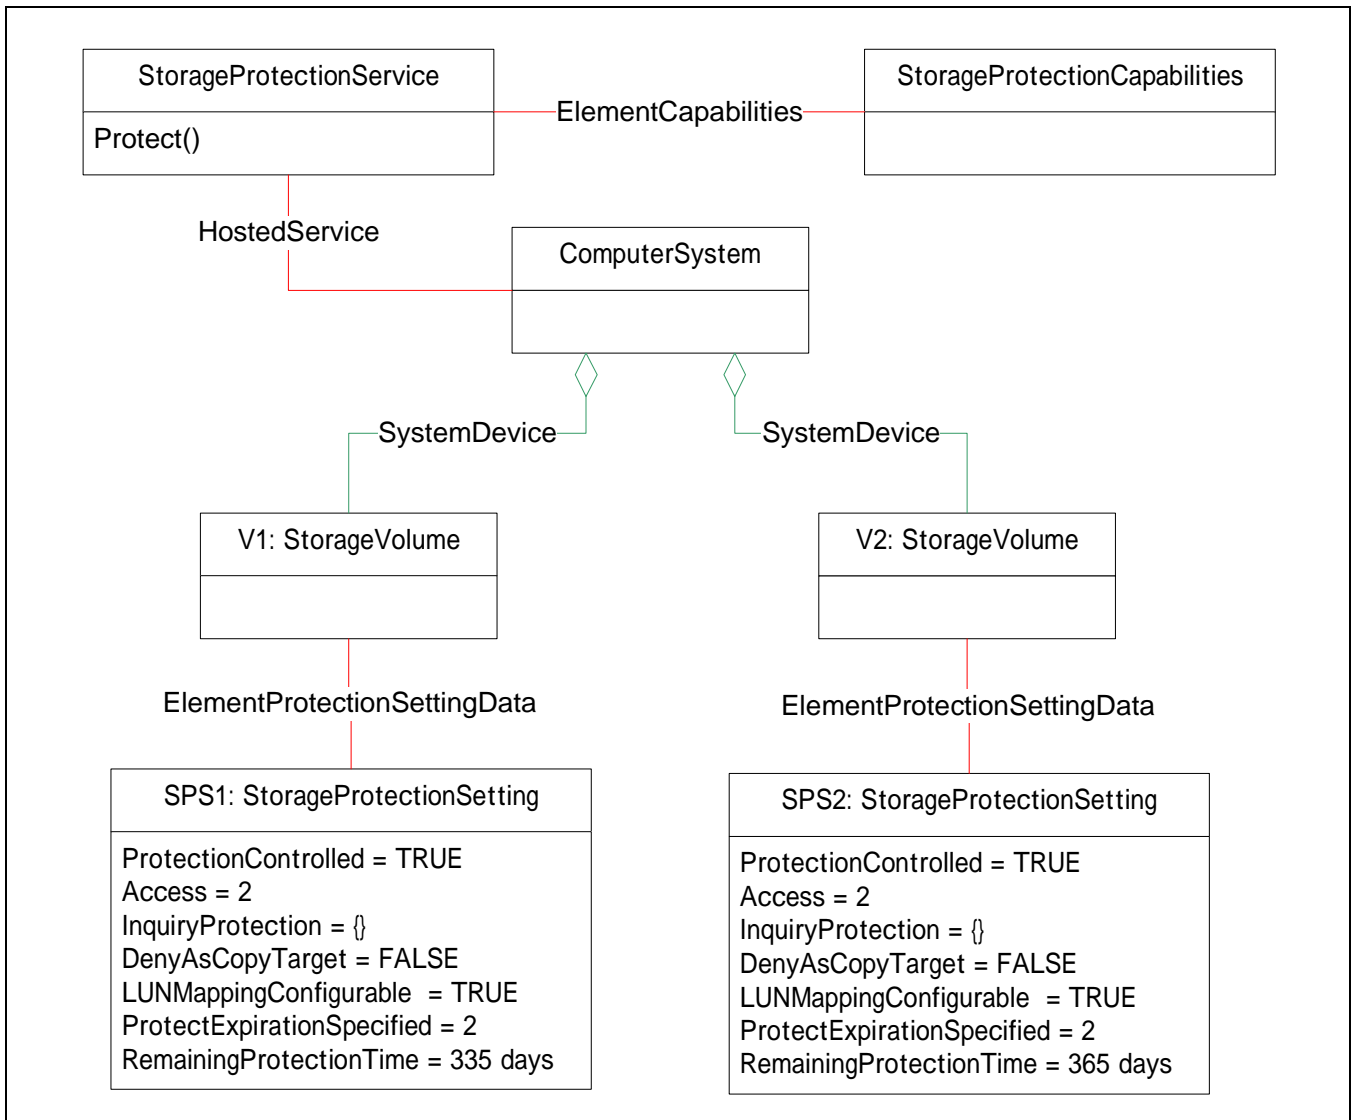 StorageProtectionService
StorageProtectionCapabilities
ElementCapabilities
Protect()
HostedService
ComputerSystem
SystemDevice
SystemDevice
V1: StorageVolume
V2: StorageVolume
ElementProtectionSettingData
ElementProtectionSettingData
SPS1: StorageProtectionSetting
ProtectionControlled = TRUE
Access = 2
InquiryProtection = {}
DenyAsCopyTarget = FALSE
LUNMappingConfigurable = TRUE
ProtectExpirationSpecified = 2
RemainingProtectionTime = 335 days
SPS2: StorageProtectionSetting
ProtectionControlled = TRUE
Access = 2
InquiryProtection = {}
DenyAsCopyTarget = FALSE
LUNMappingConfigurable = TRUE
ProtectExpirationSpecified = 2
RemainingProtectionTime = 365 days